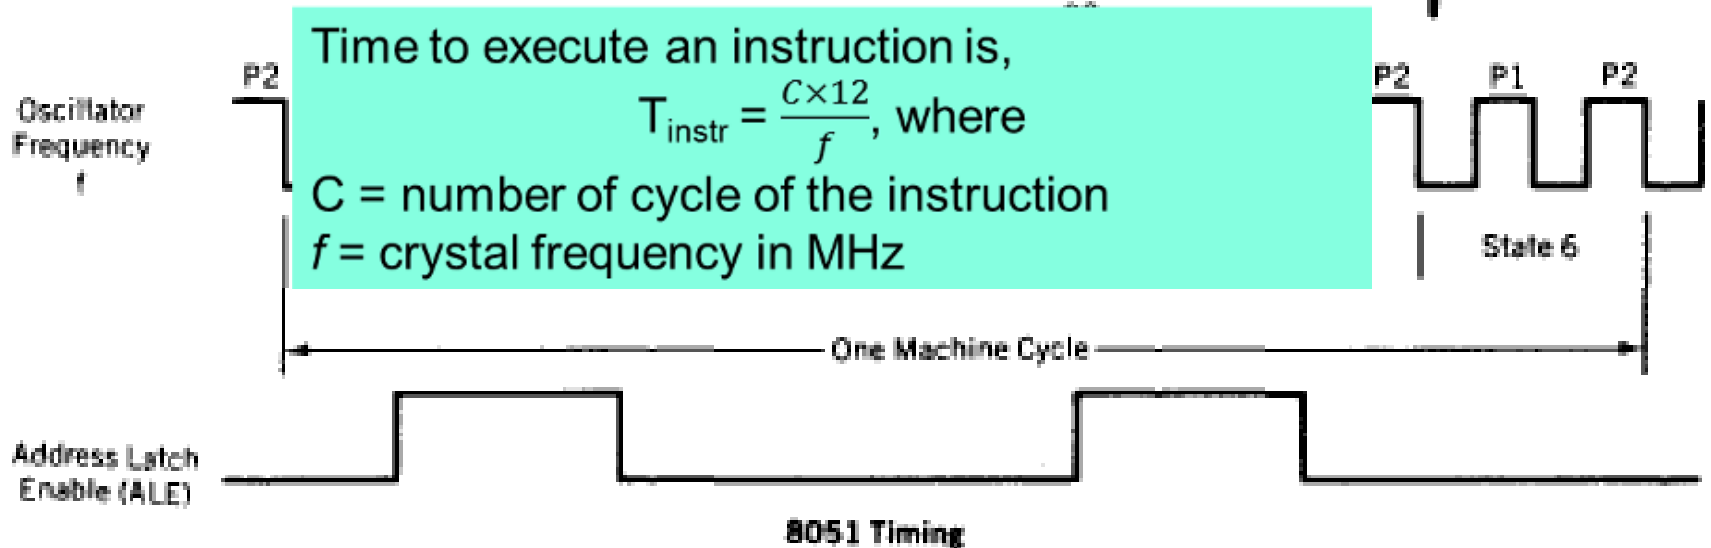 Time to execute an instruction is,
P2
P2 P1 P2
Oscillator
Frequency
f
T_instr = C×12 / f, where
C = number of cycle of the instruction
f = crystal frequency in MHz
State 6
One Machine Cycle
Address Latch
Enable (ALE)
8051 Timing